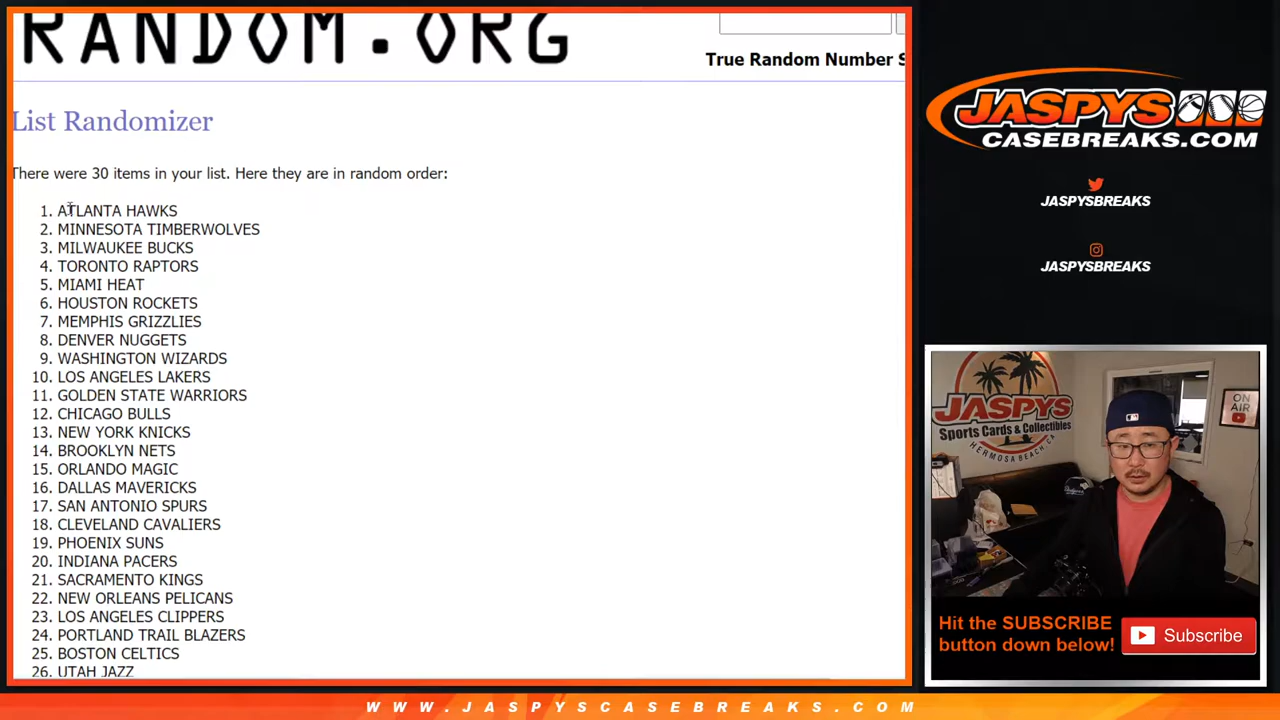 RANDOM.ORG
True Random Number S
List Randomizer
There were 30 items in your list. Here they are in random order:
1. ATLANTA HAWKS
2. MINNESOTA TIMBERWOLVES
3. MILWAUKEE BUCKS
4. TORONTO RAPTORS
5. MIAMI HEAT
6. HOUSTON ROCKETS
7. MEMPHIS GRIZZLIES
8. DENVER NUGGETS
9. WASHINGTON WIZARDS
10. LOS ANGELES LAKERS
11. GOLDEN STATE WARRIORS
12. CHICAGO BULLS
13. NEW YORK KNICKS
14. BROOKLYN NETS
15. ORLANDO MAGIC
16. DALLAS MAVERICKS
17. SAN ANTONIO SPURS
18. CLEVELAND CAVALIERS
19. PHOENIX SUNS
20. INDIANA PACERS
21. SACRAMENTO KINGS
22. NEW ORLEANS PELICANS
23. LOS ANGELES CLIPPERS
24. PORTLAND TRAIL BLAZERS
25. BOSTON CELTICS
26. UTAH JAZZ
JASPYS
CASEBREAKS.COM
JASPYSBREAKS
JASPYSBREAKS
JASPYS
Sports Cards & Collectibles
HERMOSA BEACH, CA
ON
AIR
Hit the SUBSCRIBE
button down below!
Subscribe
WWW.JASPYSCASEBREAKS.COM